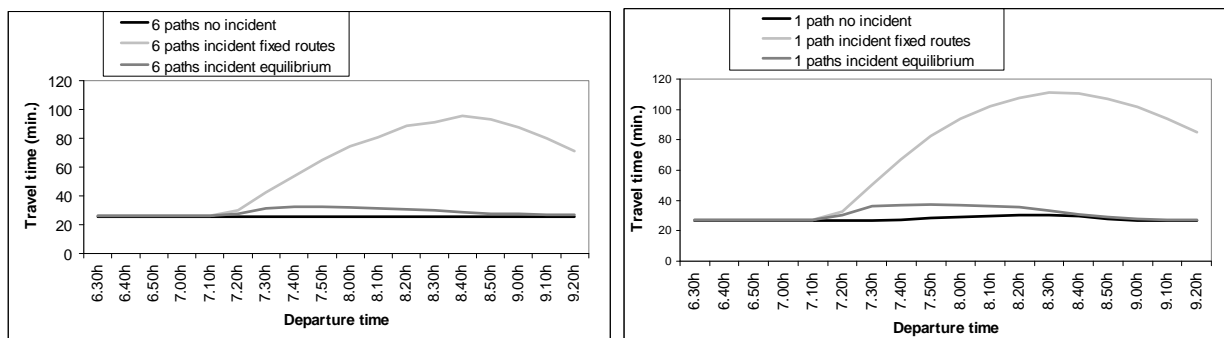 6 paths no incident
6 paths incident fixed routes
6 paths incident equilibrium
Travel time (min.)
120
100
80
60
40
20
0
6.30h
6.40h
6.50h
7.00h
7.10h
7.20h
7.30h
7.40h
7.50h
8.00h
8.10h
8.20h
8.30h
8.40h
8.50h
9.00h
9.10h
9.20h
Departure time
1 path no incident
1 path incident fixed routes
1 paths incident equilibrium
Travel time (min.)
120
100
80
60
40
20
0
6.30h
6.40h
6.50h
7.00h
7.10h
7.20h
7.30h
7.40h
7.50h
8.00h
8.10h
8.20h
8.30h
8.40h
8.50h
9.00h
9.10h
9.20h
Departure time